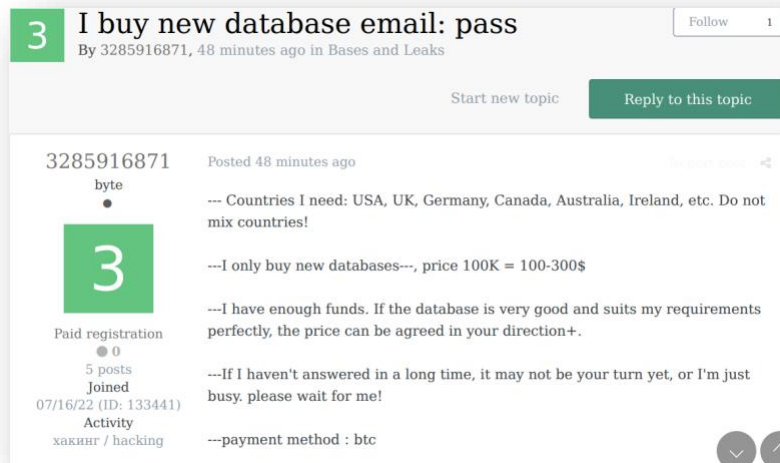 3
I buy new database email: pass
Follow 1
By 3285916871, 48 minutes ago in Bases and Leaks
Start new topic
Reply to this topic
3285916871
byte
3
Paid registration
0
5 posts
Joined
07/16/22 (ID: 133441)
Activity
хакинг / hacking
Posted 48 minutes ago
--- Countries I need: USA, UK, Germany, Canada, Australia, Ireland, etc. Do not
mix countries!
---I only buy new databases---, price 100K = 100-300$
---I have enough funds. If the database is very good and suits my requirements
perfectly, the price can be agreed in your direction+.
---If I haven't answered in a long time, it may not be your turn yet, or I'm just
busy. please wait for me!
---payment method : btc